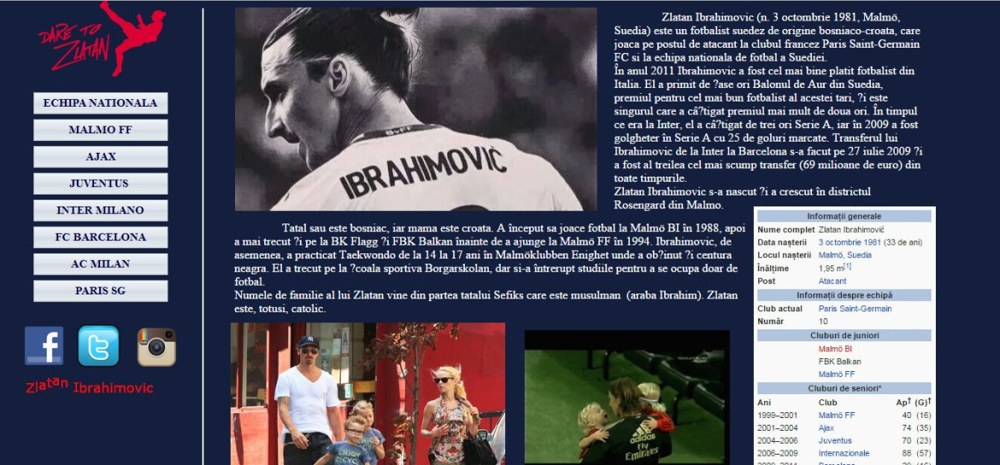 DARE TO
ZLATAN
ECHIPA NATIONALA
MALMO FF
AJAX
JUVENTUS
INTER MILANO
FC BARCELONA
AC MILAN
PARIS SG
Zlatan Ibrahimovic
BvFF
IBRAHIMOVIĆ
Zlatan Ibrahimovic (n. 3 octombrie 1981, Malmö,
Suedia) este un fotbalist suedez de origine bosniaco-croata, care
joaca pe postul de atacant la clubul francez Paris Saint-Germain
FC si la echipa nationala de fotbal a Suediei.
În anul 2011 Ibrahimovic a fost cel mai bine platit fotbalist din
Italia. El a primit de ?ase ori Balonul de Aur din Suedia,
premiul pentru cel mai bun fotbalist al acestei tari, ?i este
singurul care a câ?tigat premiul mai mult de doua ori. În timpul
ce era la Inter, el a câ?tigat de trei ori Serie A, iar în 2009 a fost
golgheter în Serie A cu 25 de goluri marcate. Transferul lui
Ibrahimovic de la Inter la Barcelona s-a facut pe 27 iulie 2009 ?i
a fost al treilea cel mai scump transfer (69 milioane de euro) din
toate timpurile.
Zlatan Ibrahimovic s-a nascut ?i a crescut în districtul
Rosengard din Malmo.
Tatal sau este bosniac, iar mama este croata. A început sa joace fotbal la Malmö BI în 1988, apoi
a mai trecut ?i pe la BK Flagg ?i FBK Balkan înainte de a ajunge la Malmö FF în 1994. Ibrahimovic, de
asemenea, a practicat Taekwondo de la 14 la 17 ani în Malmöklubben Enighet unde a ob?inut ?i centura
neagra. El a trecut pe la ?coala sportiva Borgarskolan, dar si-a întrerupt studiile pentru a se ocupa doar de
fotbal.
Numele de familie al lui Zlatan vine din partea tatalui Sefiks care este musulman (araba Ibrahim). Zlatan
este, totusi, catolic.
ENJOY
ENJOY
adidas
Fly
Emirates
Informații generale
Nume complet Zlatan Ibrahimović
Data nașterii 3 octombrie 1981 (33 de ani)
Locul nașterii Malmö, Suedia
Înălțime 1,95 m[1]
Post Atacant
Informații despre echipă
Club actual Paris Saint-Germain
Număr 10
Cluburi de juniori
Malmö BI
FBK Balkan
Malmö FF
Cluburi de seniori*
Ani Club Ap† (G)†
1999–2001 Malmö FF 40 (16)
2001–2004 Ajax 74 (35)
2004–2006 Juventus 70 (23)
2006–2009 Internazionale 88 (57)
2009–2011 Barcelona 29 (16)